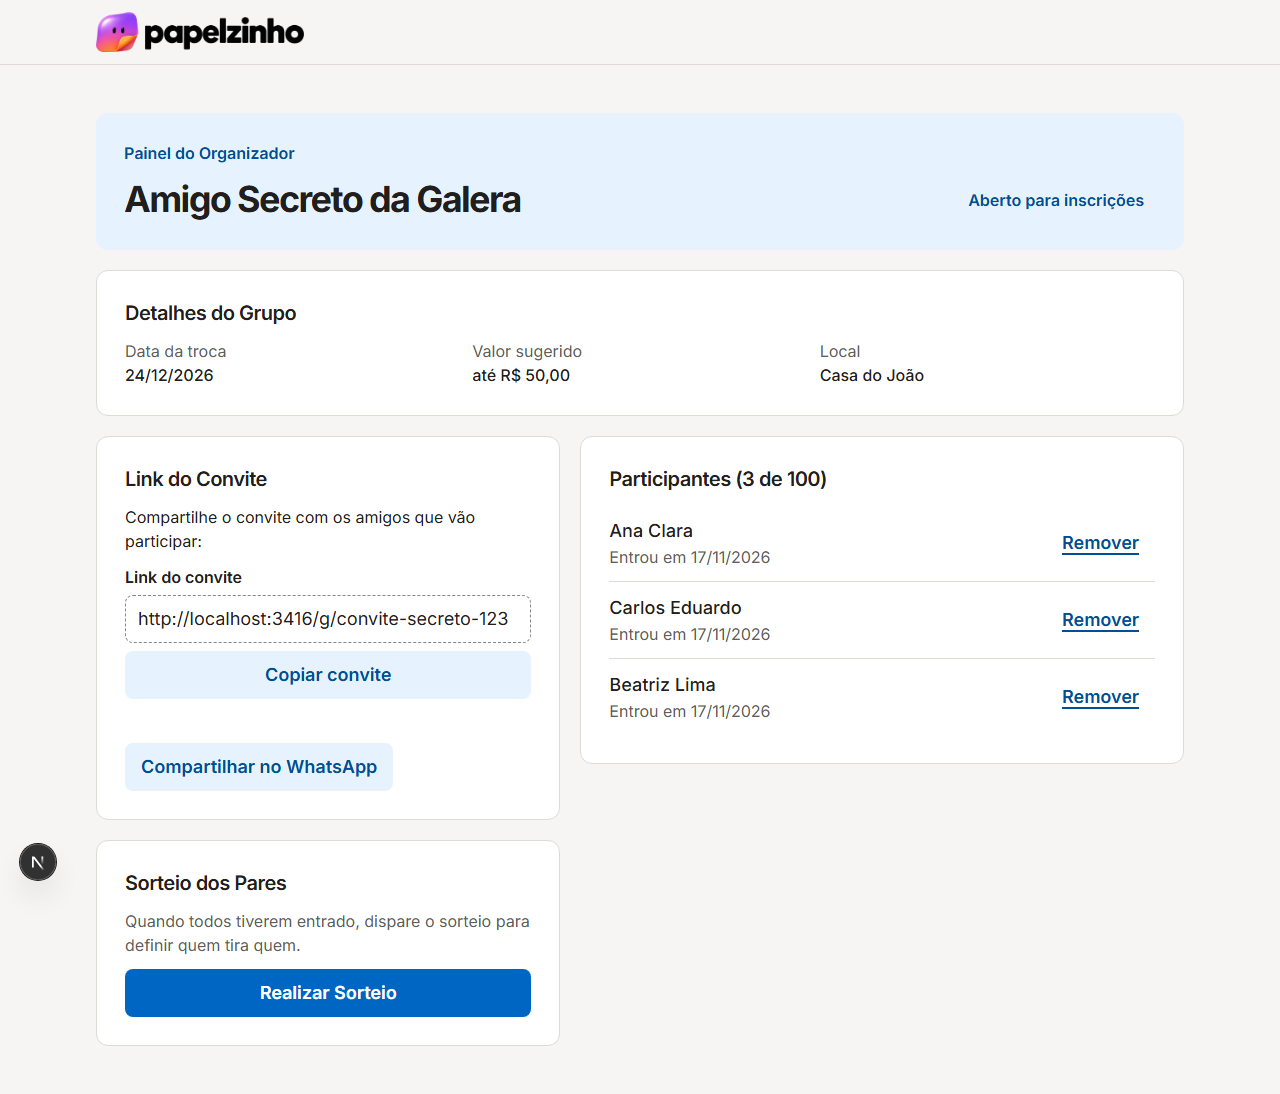 papelzinho
Painel do Organizador
Amigo Secreto da Galera
Aberto para inscrições
Detalhes do Grupo
Data da troca
24/12/2026
Valor sugerido
até R$ 50,00
Local
Casa do João
Link do Convite
Compartilhe o convite com os amigos que vão
participar:
Link do convite
http://localhost:3416/g/convite-secreto-123
Copiar convite
Compartilhar no WhatsApp
Participantes (3 de 100)
Ana Clara
Entrou em 17/11/2026
Remover
Carlos Eduardo
Entrou em 17/11/2026
Remover
Beatriz Lima
Entrou em 17/11/2026
Remover
N
Sorteio dos Pares
Quando todos tiverem entrado, dispare o sorteio para
definir quem tira quem.
Realizar Sorteio